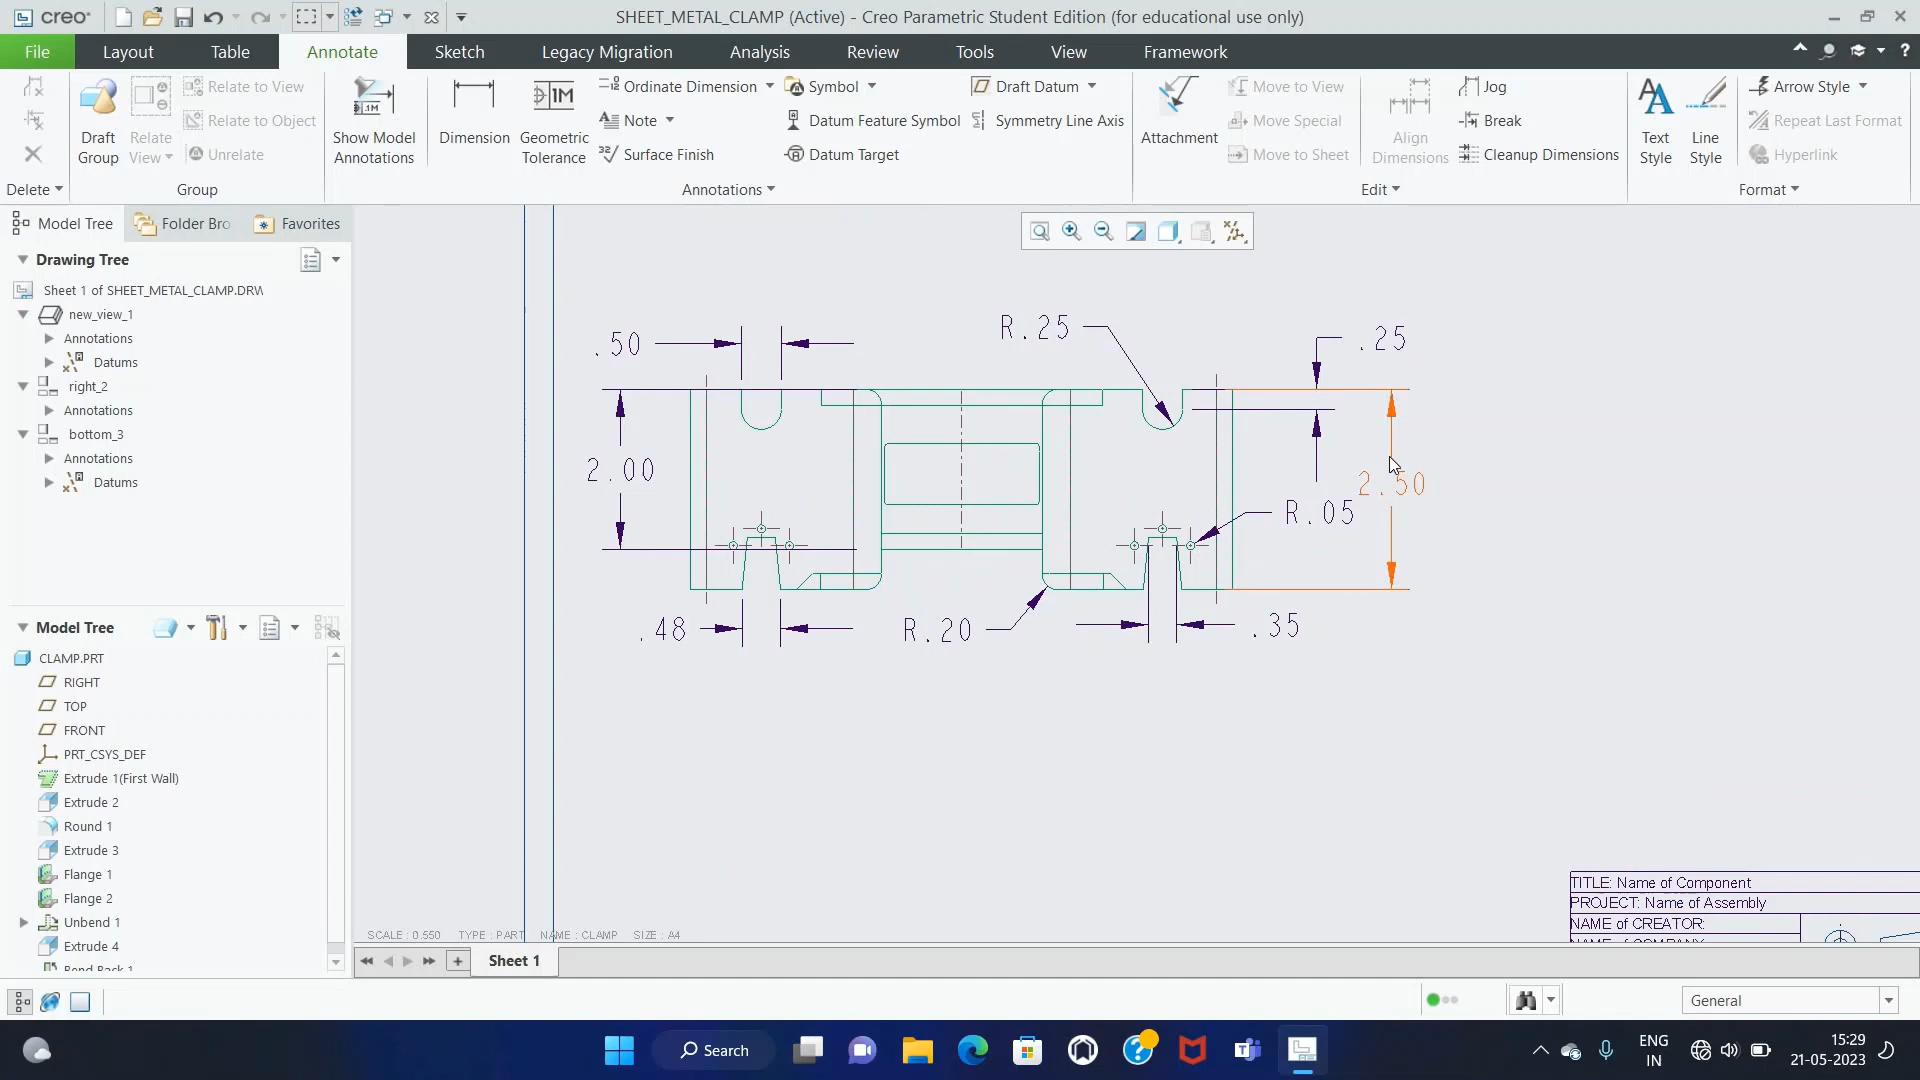 creo
SHEET_METAL_CLAMP (Active) - Creo Parametric Student Edition (for educational use only)
File
Layout
Table
Annotate
Sketch
Legacy Migration
Analysis
Review
Tools
View
Framework
Draft Group
Relate View
Relate to View
Relate to Object
Unrelate
Show Model Annotations
Dimension
Geometric Tolerance
Ordinate Dimension
Note
Surface Finish
Symbol
Datum Feature Symbol
Datum Target
Draft Datum
Symmetry Line Axis
Attachment
Move to View
Move Special
Move to Sheet
Align Dimensions
Jog
Break
Cleanup Dimensions
Text Style
Line Style
Arrow Style
Repeat Last Format
Hyperlink
Delete
Group
Annotations
Edit
Format
Model Tree
Folder Bro
Favorites
Drawing Tree
Sheet 1 of SHEET_METAL_CLAMP.DRW
new_view_1
Annotations
Datums
right_2
Annotations
bottom_3
Annotations
Datums
Model Tree
CLAMP.PRT
RIGHT
TOP
FRONT
PRT_CSYS_DEF
Extrude 1(First Wall)
Extrude 2
Round 1
Extrude 3
Flange 1
Flange 2
Unbend 1
Extrude 4
Bend Back 1
.50
R.25
.25
2.00
2.50
R.05
.48
R.20
.35
TITLE: Name of Component
PROJECT: Name of Assembly
NAME of CREATOR:
NAME of COMPANY
SCALE : 0.550 TYPE : PART NAME : CLAMP SIZE : A4
Sheet 1
General
Search
ENG
IN
15:29
21-05-2023